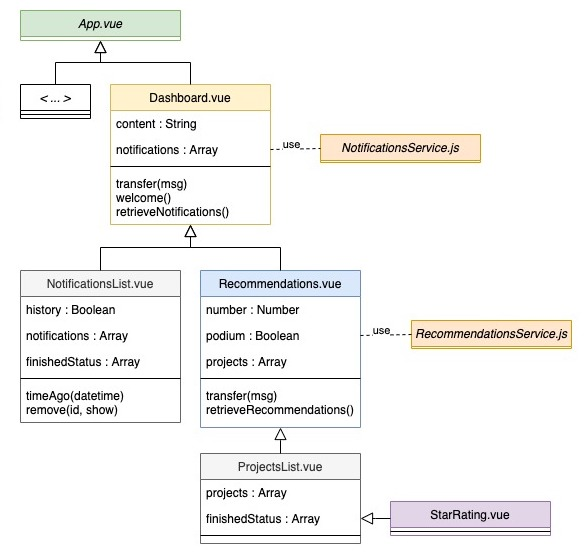 App.vue
< ... >
Dashboard.vue
content : String
notifications : Array
transfer(msg)
welcome()
retrieveNotifications()
use
NotificationsService.js
NotificationsList.vue
history : Boolean
notifications : Array
finishedStatus : Array
timeAgo(datetime)
remove(id, show)
Recommendations.vue
number : Number
podium : Boolean
projects : Array
transfer(msg)
retrieveRecommendations()
use
RecommendationsService.js
ProjectsList.vue
projects : Array
finishedStatus : Array
StarRating.vue